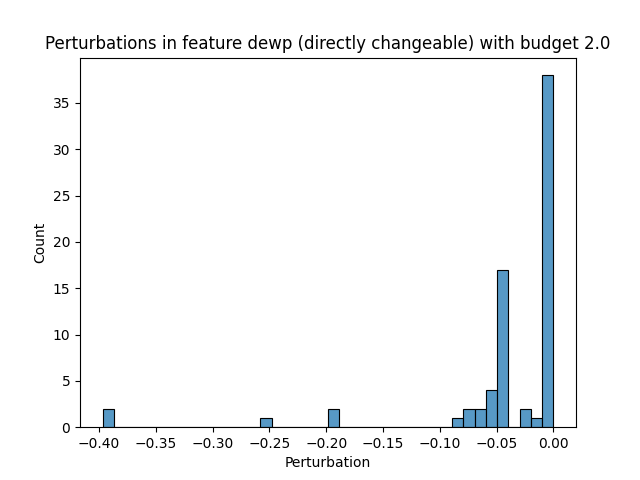 Perturbations in feature dewp (directly changeable) with budget 2.0
35
30
25
20
15
10
5
0
Count
−0.40 −0.35 −0.30 −0.25 −0.20 −0.15 −0.10 −0.05 0.00
Perturbation